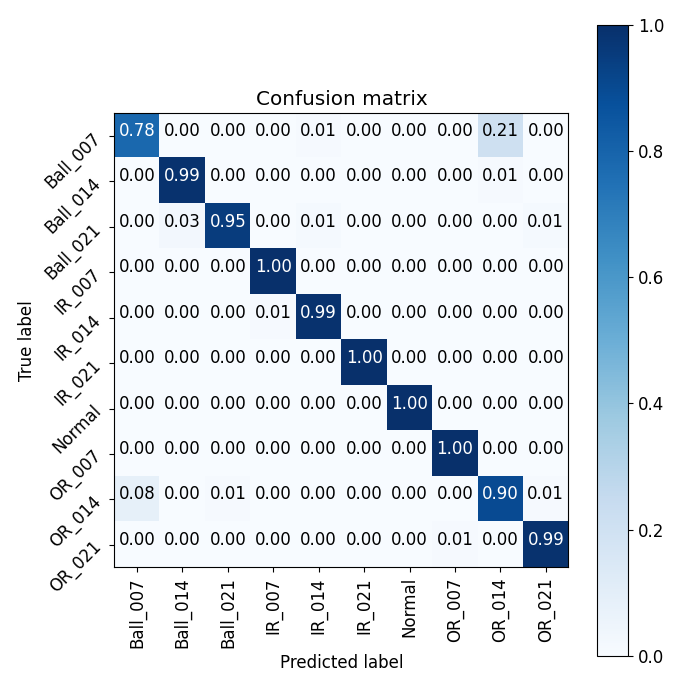 Confusion matrix
Ball_007 0.78 0.00 0.00 0.00 0.01 0.00 0.00 0.00 0.21 0.00
Ball_014 0.00 0.99 0.00 0.00 0.00 0.00 0.00 0.00 0.01 0.00
Ball_021 0.00 0.03 0.95 0.00 0.01 0.00 0.00 0.00 0.00 0.01
IR_007 0.00 0.00 0.00 1.00 0.00 0.00 0.00 0.00 0.00 0.00
IR_014 0.00 0.00 0.00 0.01 0.99 0.00 0.00 0.00 0.00 0.00
IR_021 0.00 0.00 0.00 0.00 0.00 1.00 0.00 0.00 0.00 0.00
Normal 0.00 0.00 0.00 0.00 0.00 0.00 1.00 0.00 0.00 0.00
OR_007 0.00 0.00 0.00 0.00 0.00 0.00 0.00 1.00 0.00 0.00
OR_014 0.08 0.00 0.01 0.00 0.00 0.00 0.00 0.00 0.90 0.01
OR_021 0.00 0.00 0.00 0.00 0.00 0.00 0.00 0.01 0.00 0.99
Ball_007 Ball_014 Ball_021 IR_007 IR_014 IR_021 Normal OR_007 OR_014 OR_021
Predicted label
True label
1.0
0.8
0.6
0.4
0.2
0.0